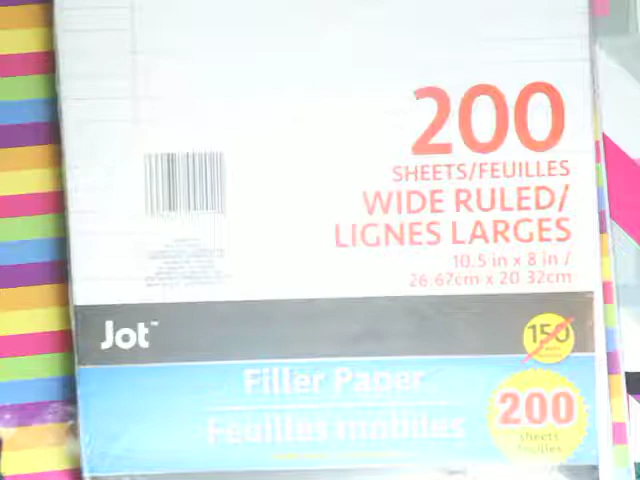 200
SHEETS/FEUILLES
WIDE RULED/
LIGNES LARGES
10.5 in x 8 in /
26.67cm x 20.32cm
Jot™
150
Filler Paper
Feuilles mobiles
200
sheets
feuilles